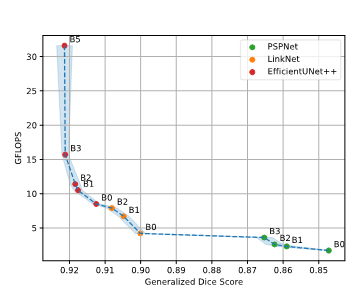 B5
PSPNet
LinkNet
EfficientUNet++
30
25
20
15
10
5
GFLOPS
B3
B2
B1
B0
B2
B1
B0
B3
B2
B1
B0
0.92 0.91 0.90 0.89 0.88 0.87 0.86 0.85
Generalized Dice Score